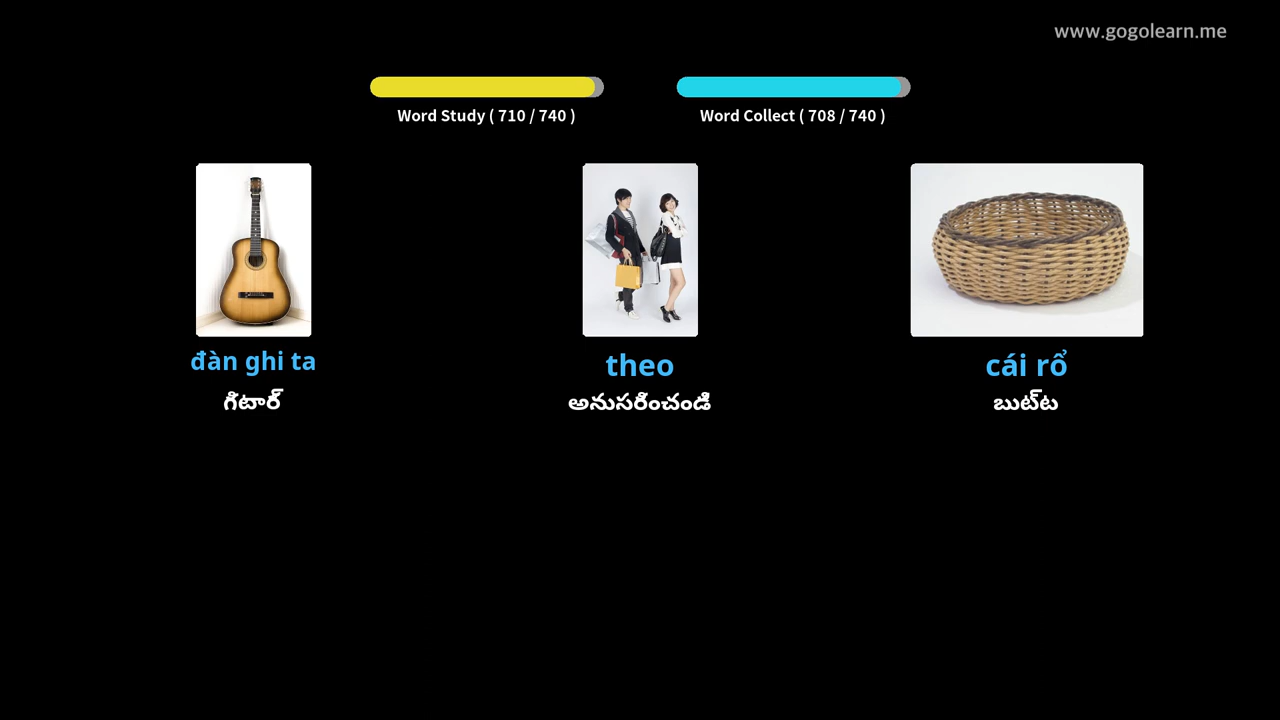 www.gogolearn.me
Word Study ( 710 / 740 )
Word Collect ( 708 / 740 )
đàn ghi ta
theo
cái rổ
గిటార్
అనుసరించండి
బుట్ట